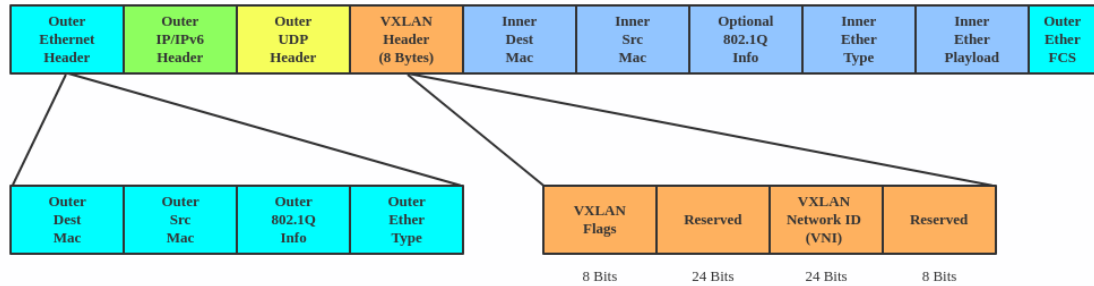 Outer Ethernet Header
Outer IP/IPv6 Header
Outer UDP Header
VXLAN Header (8 Bytes)
Inner Dest Mac
Inner Src Mac
Optional 802.1Q Info
Inner Ether Type
Inner Ether Playload
Outer Ether FCS
Outer Dest Mac
Outer Src Mac
Outer 802.1Q Info
Outer Ether Type
VXLAN Flags
Reserved
VXLAN Network ID (VNI)
Reserved
8 Bits
24 Bits
24 Bits
8 Bits